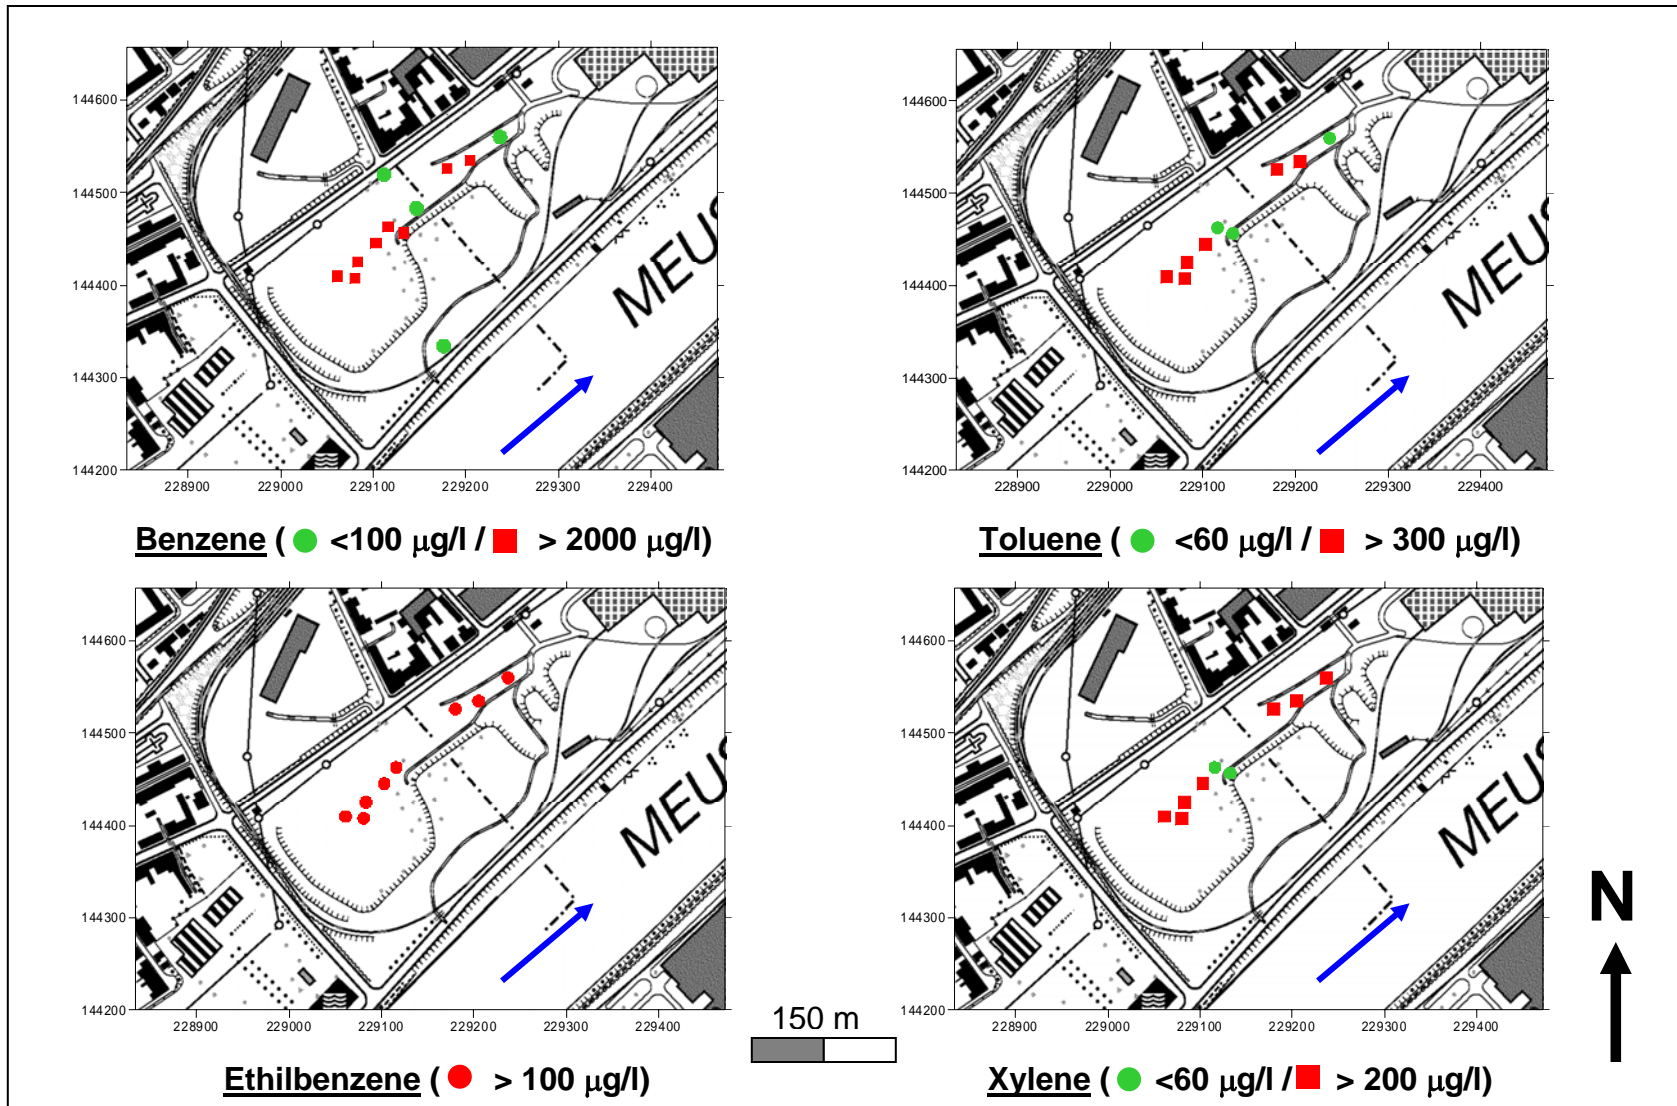 144600
144500
144400
144300
144200
228900 229000 229100 229200 229300 229400
MEUS
Benzene ( <100 µg/l / > 2000 µg/l)
144600
144500
144400
144300
144200
228900 229000 229100 229200 229300 229400
MEUS
Toluene ( <60 µg/l / > 300 µg/l)
144600
144500
144400
144300
144200
228900 229000 229100 229200 229300 229400
MEUS
Ethilbenzene ( > 100 µg/l)
150 m
144600
144500
144400
144300
144200
228900 229000 229100 229200 229300 229400
MEUS
Xylene ( <60 µg/l / > 200 µg/l)
N